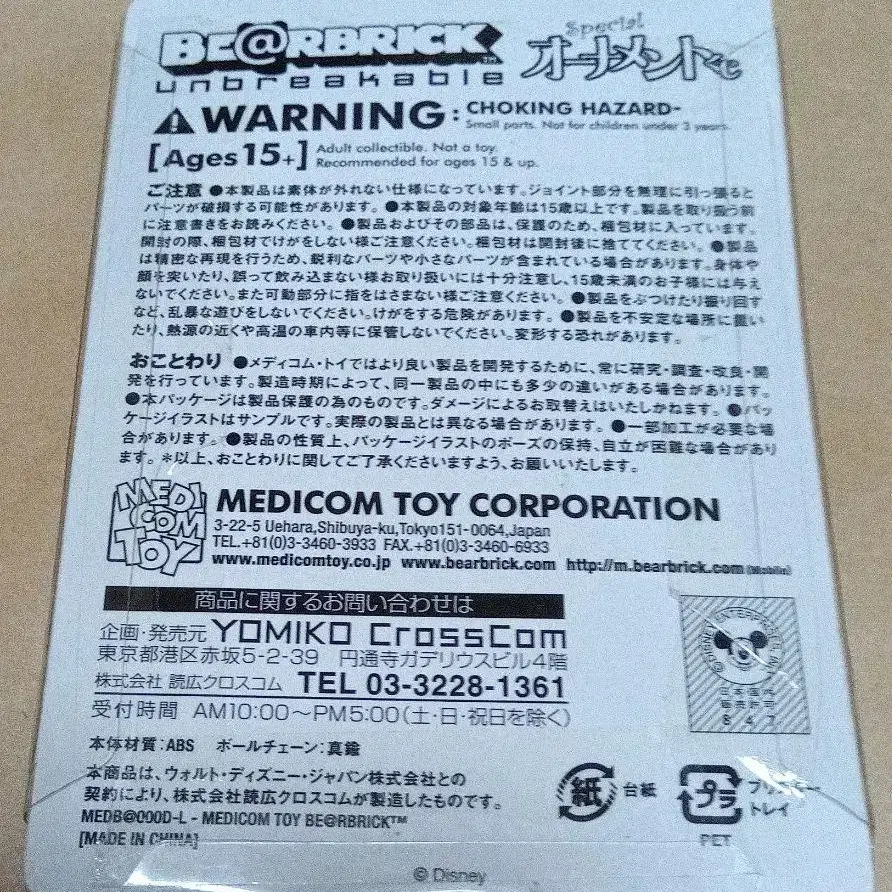 BE@RBRICK™ Special
unbreakable オーナメントくじ
WARNING: CHOKING HAZARD-
Small parts. Not for children under 3 years.
[Ages 15+] Adult collectible. Not a toy.
Recommended for ages 15 & up.
ご注意 ●本製品は素体が外れない仕様になっています。ジョイント部分を無理に引っ張ると
パーツが破損する可能性があります。●本製品の対象年齢は15歳以上です。製品を取り扱う前
に注意書きをお読みください。●製品およびその部品は、保護のため、梱包材に入っています。
開封の際、梱包材でけがをしない様ご注意ください。梱包材は開封後に捨ててください。●製品
は精密な再現を行うため、鋭利なパーツや小さなパーツが含まれている場合があります。身体や
顔を突いたり、誤って飲み込まない様お取り扱いには十分注意し、15歳未満のお子様には与え
ないでください。また可動部分に指をはさまない様ご注意ください。●製品をぶつけたり振り回す
など、乱暴な遊びをしないでください。けがをする危険があります。●製品を不安定な場所に置い
たり、熱源の近くや高温の車内等に保管しないでください。変形する恐れがあります。
おことわり ●メディコム・トイではより良い製品を開発するために、常に研究・調査・改良・開
発を行っています。製造時期によって、同一製品の中にも多少の違いがある場合があります。
●本パッケージは製品保護の為のものです。ダメージによるお取替えはいたしかねます。●パッ
ケージイラストはサンプルです。実際の製品とは異なる場合があります。●一部加工が必要な場
合があります。●製品の性質上、パッケージイラストのポーズの保持、自立が困難な場合があり
ます。＊以上、おことわりに関してご了承くださいますよう、お願いいたします。
MEDI
COM
TOY
MEDICOM TOY CORPORATION
3-22-5 Uehara,Shibuya-ku,Tokyo151-0064,Japan
TEL.+81(0)3-3460-3933 FAX.+81(0)3-3460-6933
www.medicomtoy.co.jp www.bearbrick.com http://m.bearbrick.com(Mobile)
商品に関するお問い合わせは
企画・発売元 YOMIKO CrossCom
東京都港区赤坂5-2-39 円通寺ガデリウスビル4階
株式会社 読広クロスコム TEL 03-3228-1361
受付時間 AM10:00〜PM5:00(土・日・祝日を除く)
© DISNEY ENTERPRISES, INC.
日本国内
販売許可
847
本体材質:ABS ボールチェーン:真鍮
本商品は、ウォルト・ディズニー・ジャパン株式会社との
契約により、株式会社読広クロスコムが製造したものです。
MEDB@000D-L - MEDICOM TOY BE@RBRICK™
[MADE IN CHINA]
紙 台紙
プラ
トレイ
PET
© Disney